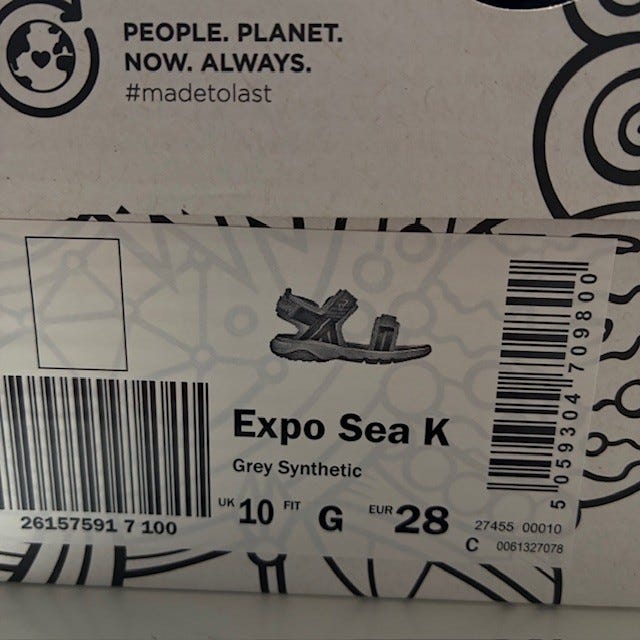 PEOPLE. PLANET.
NOW. ALWAYS.
#madetolast
Expo Sea K
Grey Synthetic
UK 10 FIT G EUR 28
26157591 7 100
27455 00010
C 0061327078
5 059304 709800